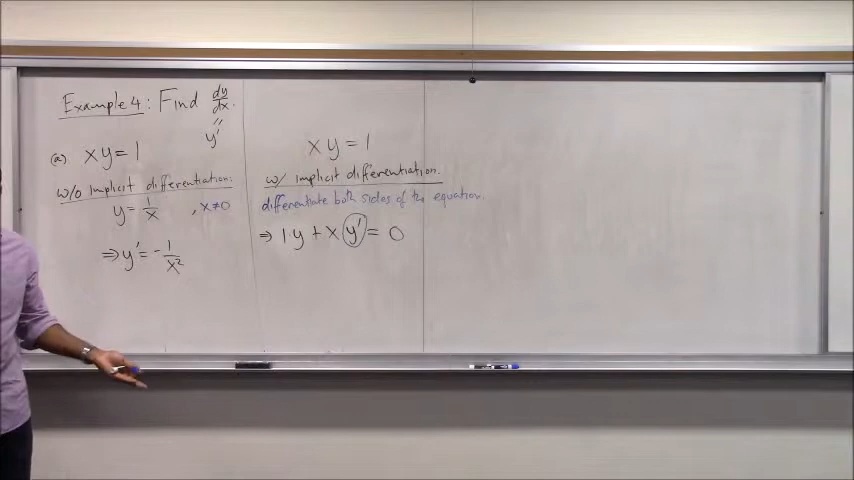 Example 4: Find dy/dx.
"
y'
(a) xy = 1
w/o implicit differentiation:
y = 1/x , x ≠ 0
⇒ y' = - 1/x²
xy = 1
w/ implicit differentiation.
differentiate both sides of the equation.
⇒ 1·y + x y' = 0